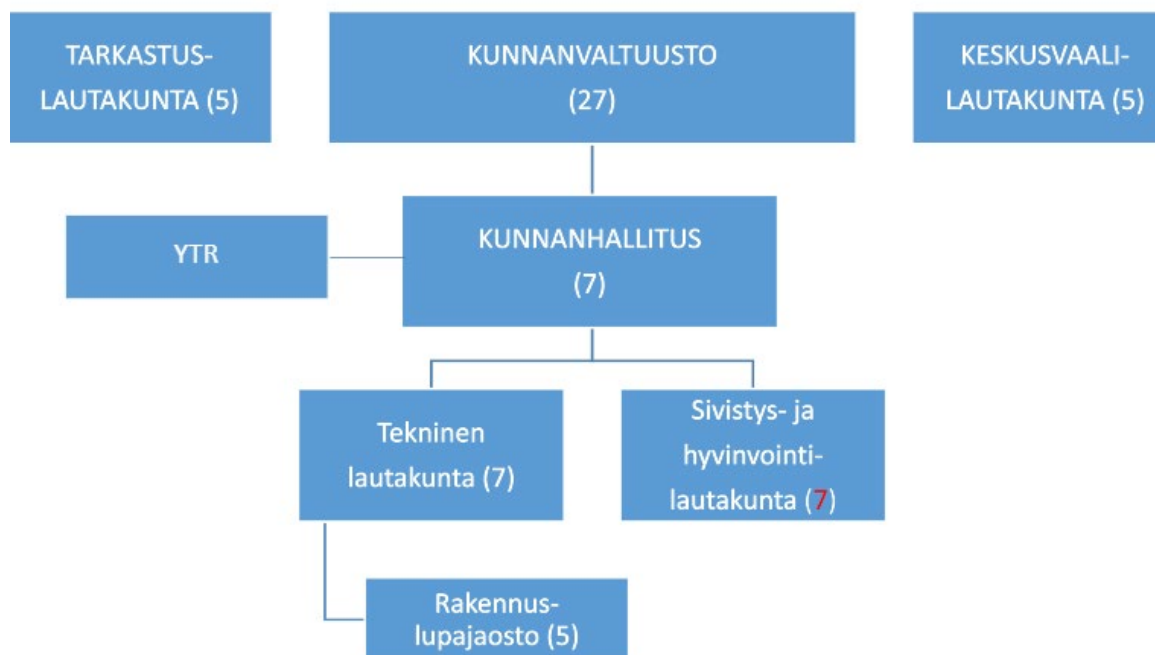 TARKASTUS-
LAUTAKUNTA (5)
KUNNANVALTUUSTO
(27)
KESKUSVAALI-
LAUTAKUNTA (5)
YTR
KUNNANHALLITUS
(7)
Tekninen
lautakunta (7)
Sivistys- ja
hyvinvointi-
lautakunta (7)
Rakennus-
lupajaosto (5)